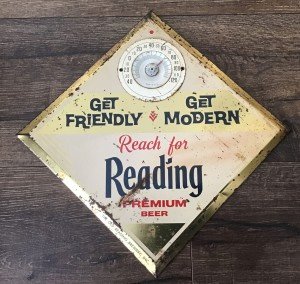 GET GET
FRIENDLY MODERN
Reach for
Reading
PREMIUM
BEER